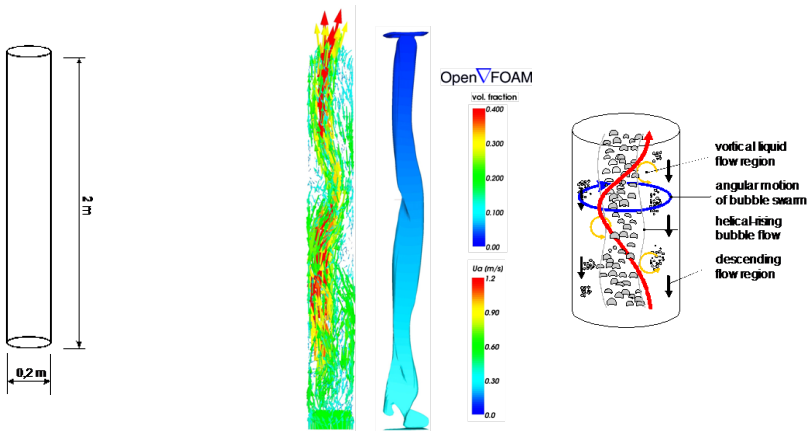 2 m
0,2 m
Open∇FOAM
vol. fraction
0.400
0.300
0.200
0.100
0.00
Ua (m/s)
1.2
0.90
0.60
0.30
0.0
vortical liquid
flow region
angular motion
of bubble swarm
helical-rising
bubble flow
descending
flow region